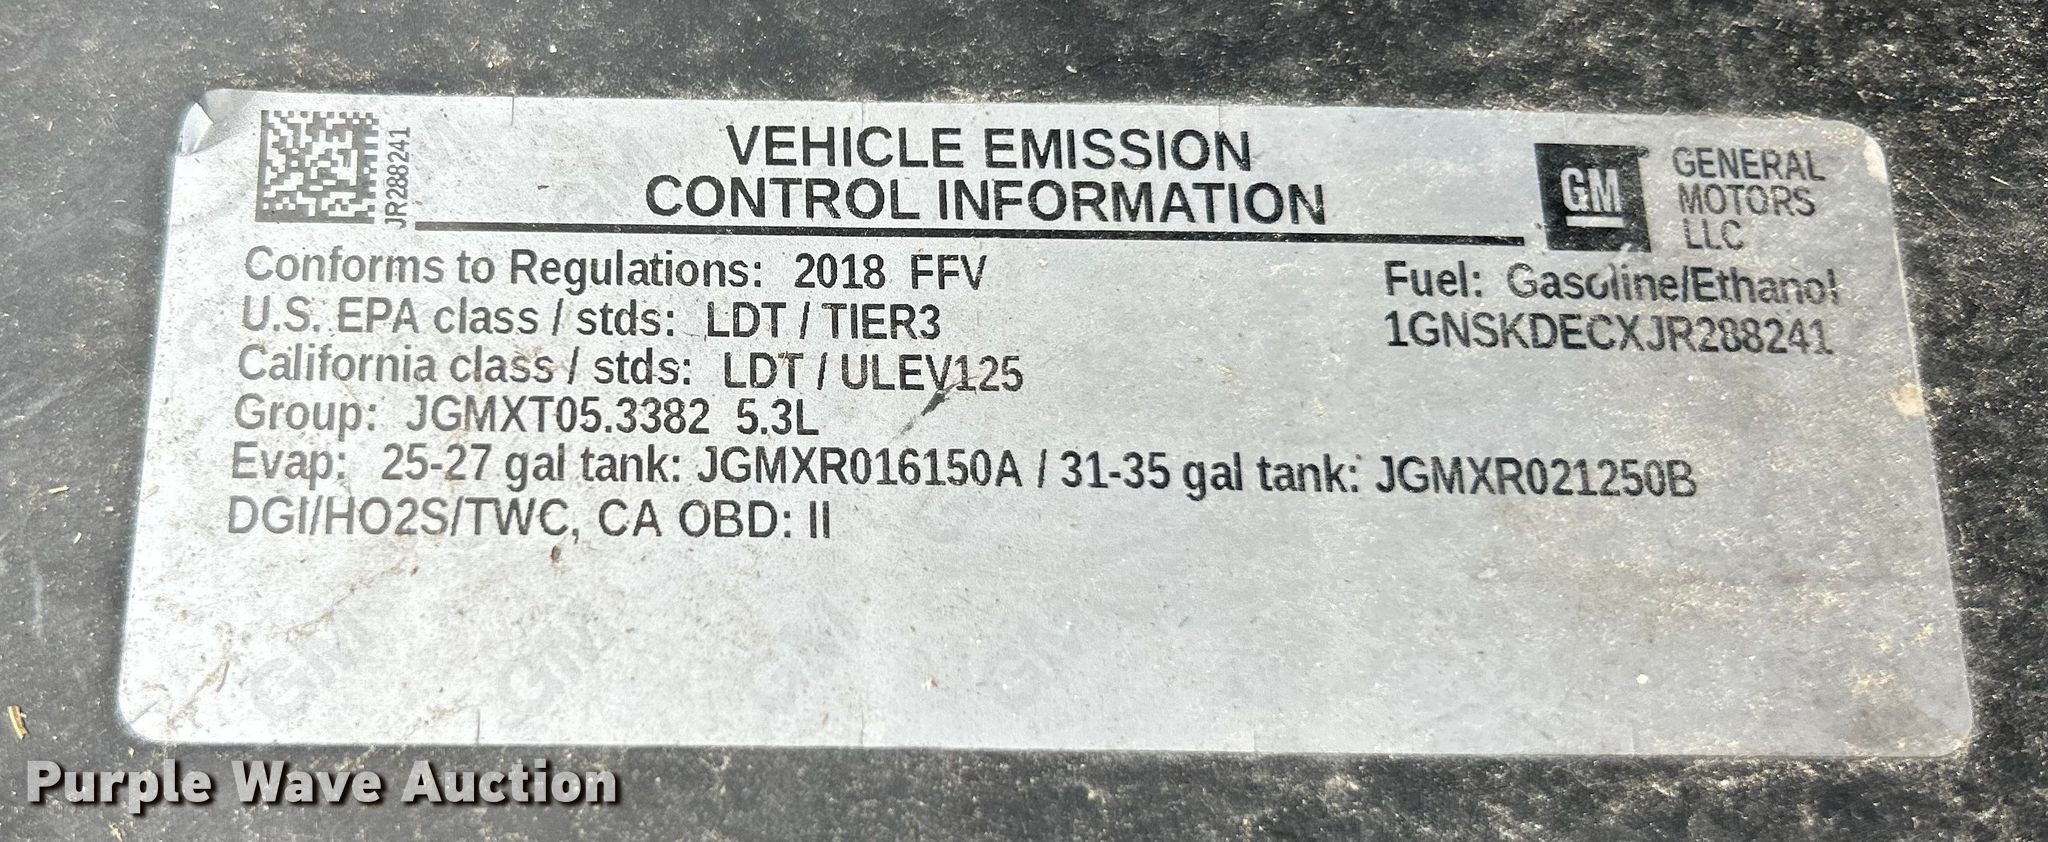 JR288241
VEHICLE EMISSION
CONTROL INFORMATION
GM
GENERAL
MOTORS
LLC
Conforms to Regulations: 2018 FFV
Fuel: Gasoline/Ethanol
U.S. EPA class / stds: LDT / TIER3
1GNSKDECXJR288241
California class / stds: LDT / ULEV125
Group: JGMXT05.3382 5.3L
Evap: 25-27 gal tank: JGMXR016150A / 31-35 gal tank: JGMXR021250B
DGI/HO2S/TWC, CA OBD: II
Purple Wave Auction